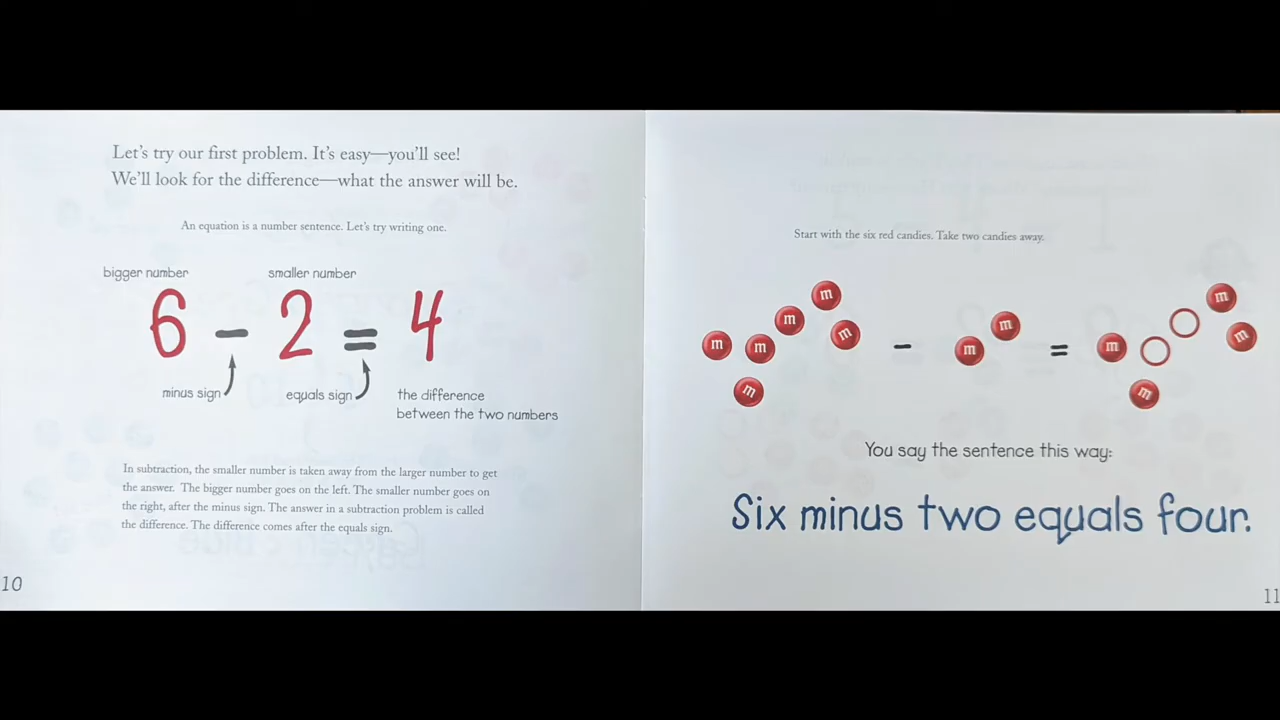 Let's try our first problem. It's easy—you'll see!
We'll look for the difference—what the answer will be.
An equation is a number sentence. Let's try writing one.
bigger number smaller number
6 − 2 = 4
minus sign equals sign the difference
between the two numbers
In subtraction, the smaller number is taken away from the larger number to get
the answer. The bigger number goes on the left. The smaller number goes on
the right, after the minus sign. The answer in a subtraction problem is called
the difference. The difference comes after the equals sign.
10
Start with the six red candies. Take two candies away.
m m m m m m - m m = m m m m
You say the sentence this way:
Six minus two equals four.
11